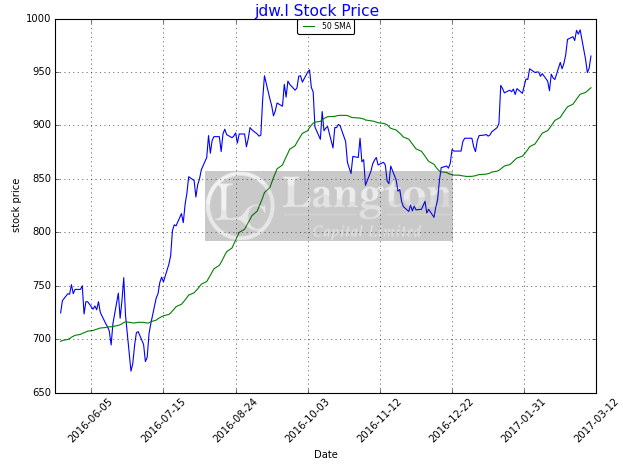 jdw.l Stock Price
50 SMA
1000
950
900
850
800
750
700
650
stock price
Langton
Capital Limited
2016-06-05
2016-07-15
2016-08-24
2016-10-03
2016-11-12
2016-12-22
2017-01-31
2017-03-12
Date